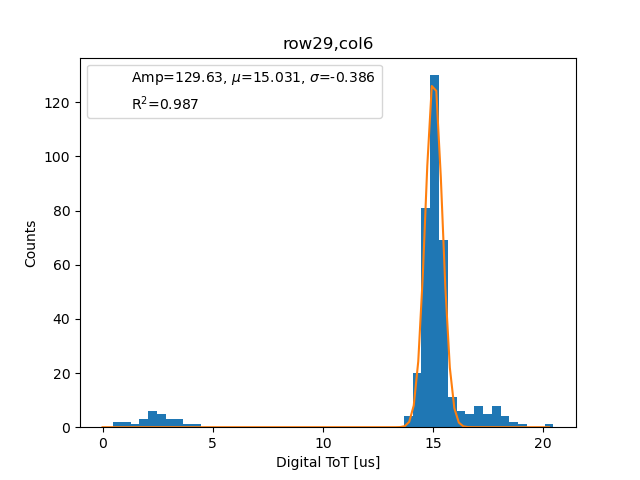 row29,col6
Amp=129.63, μ=15.031, σ=-0.386
R²=0.987
120
100
80
60
40
20
0
Counts
0 5 10 15 20
Digital ToT [us]